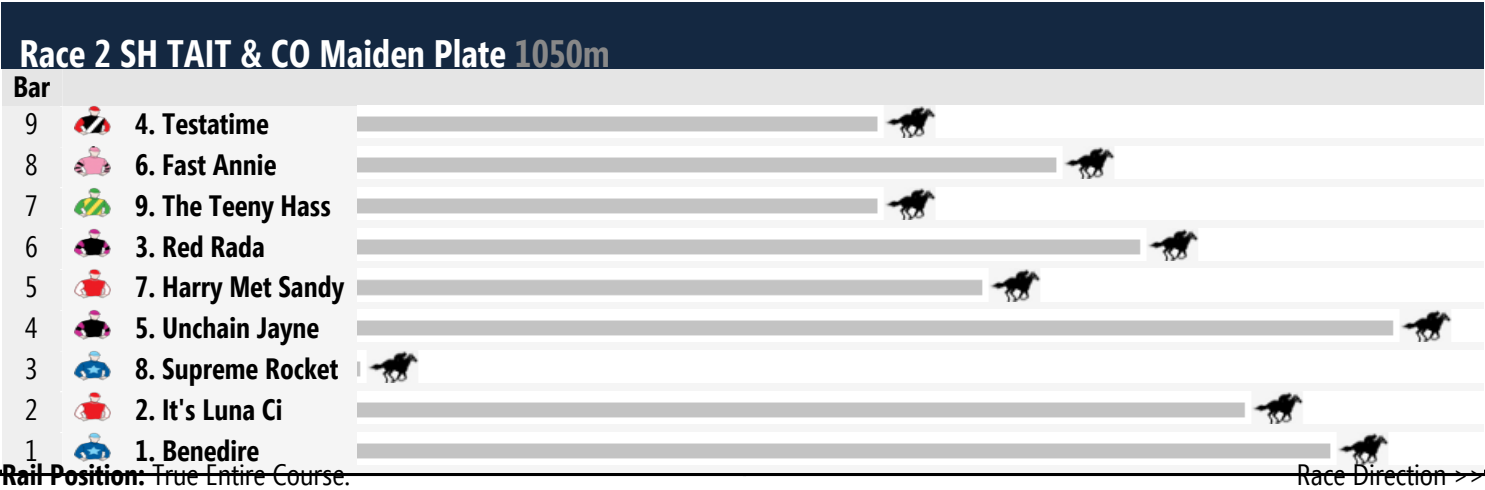 Race 2 SH TAIT & CO Maiden Plate 1050m
Bar
9 4. Testatime
8 6. Fast Annie
7 9. The Teeny Hass
6 3. Red Rada
5 7. Harry Met Sandy
4 5. Unchain Jayne
3 8. Supreme Rocket
2 2. It's Luna Ci
1 1. Benedire
Rail Position: True Entire Course. Race Direction >>